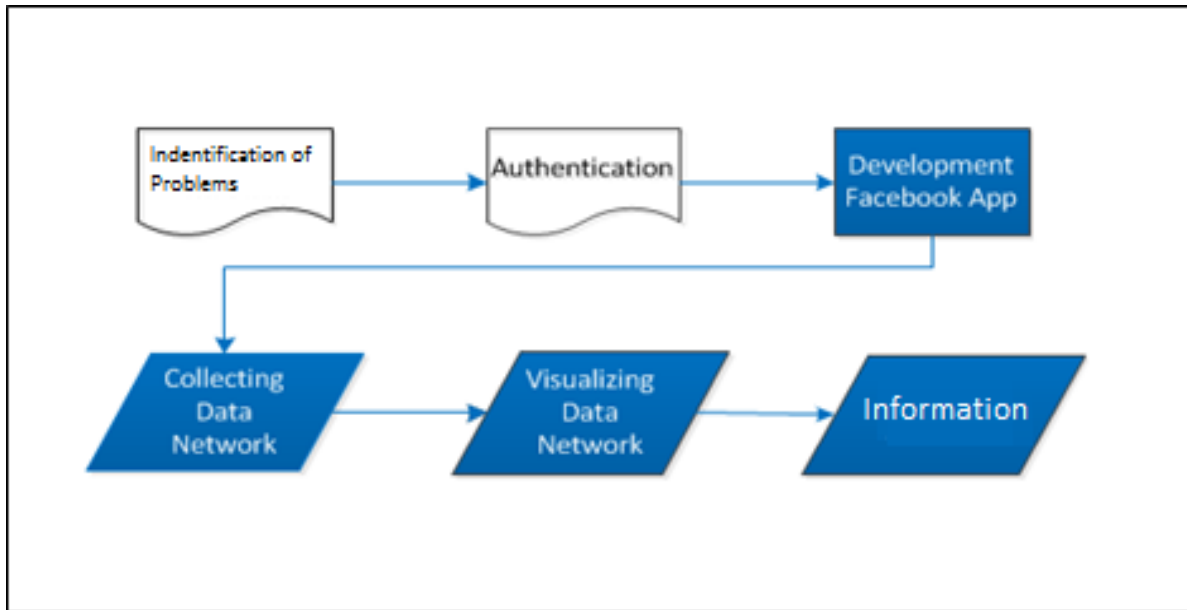 Indentification of
Problems
Authentication
Development
Facebook App
Collecting
Data
Network
Visualizing
Data
Network
Information